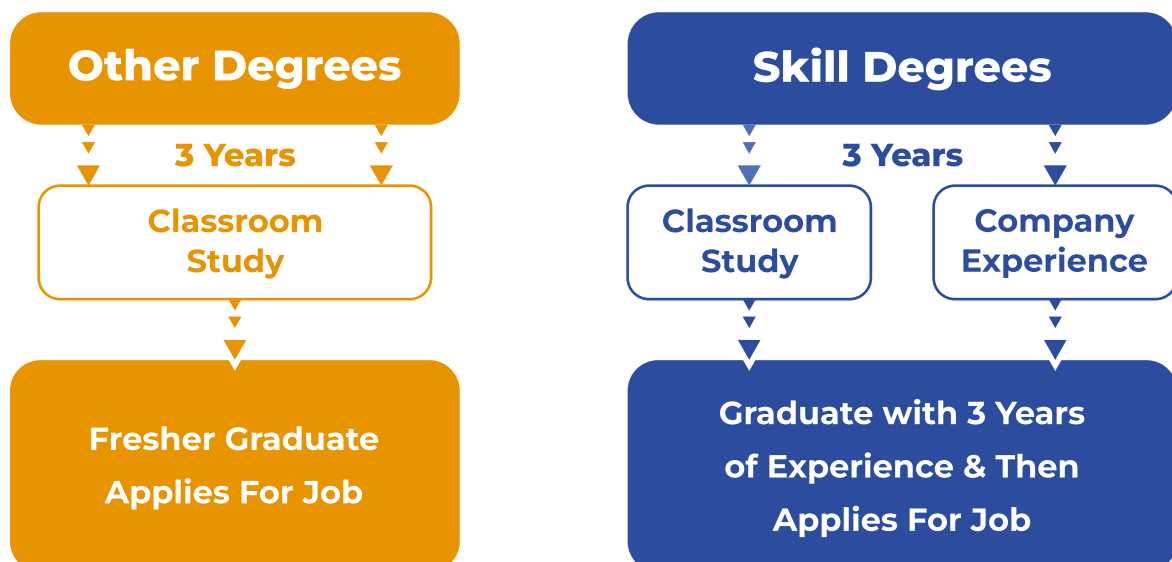 Other Degrees
3 Years
Classroom
Study
Fresher Graduate
Applies For Job
Skill Degrees
3 Years
Classroom
Study
Company
Experience
Graduate with 3 Years
of Experience & Then
Applies For Job